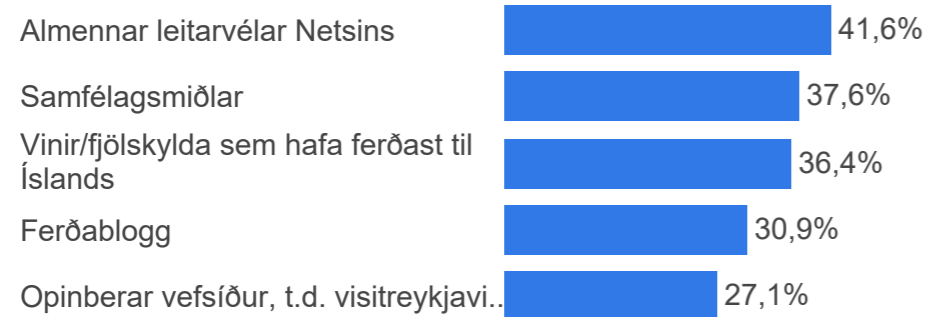 Almennar leitarvélar Netsins 41,6%
Samfélagsmiðlar 37,6%
Vinir/fjölskylda sem hafa ferðast til
Íslands 36,4%
Ferðablogg 30,9%
Opinberar vefsíður, t.d. visitreykjavi.. 27,1%